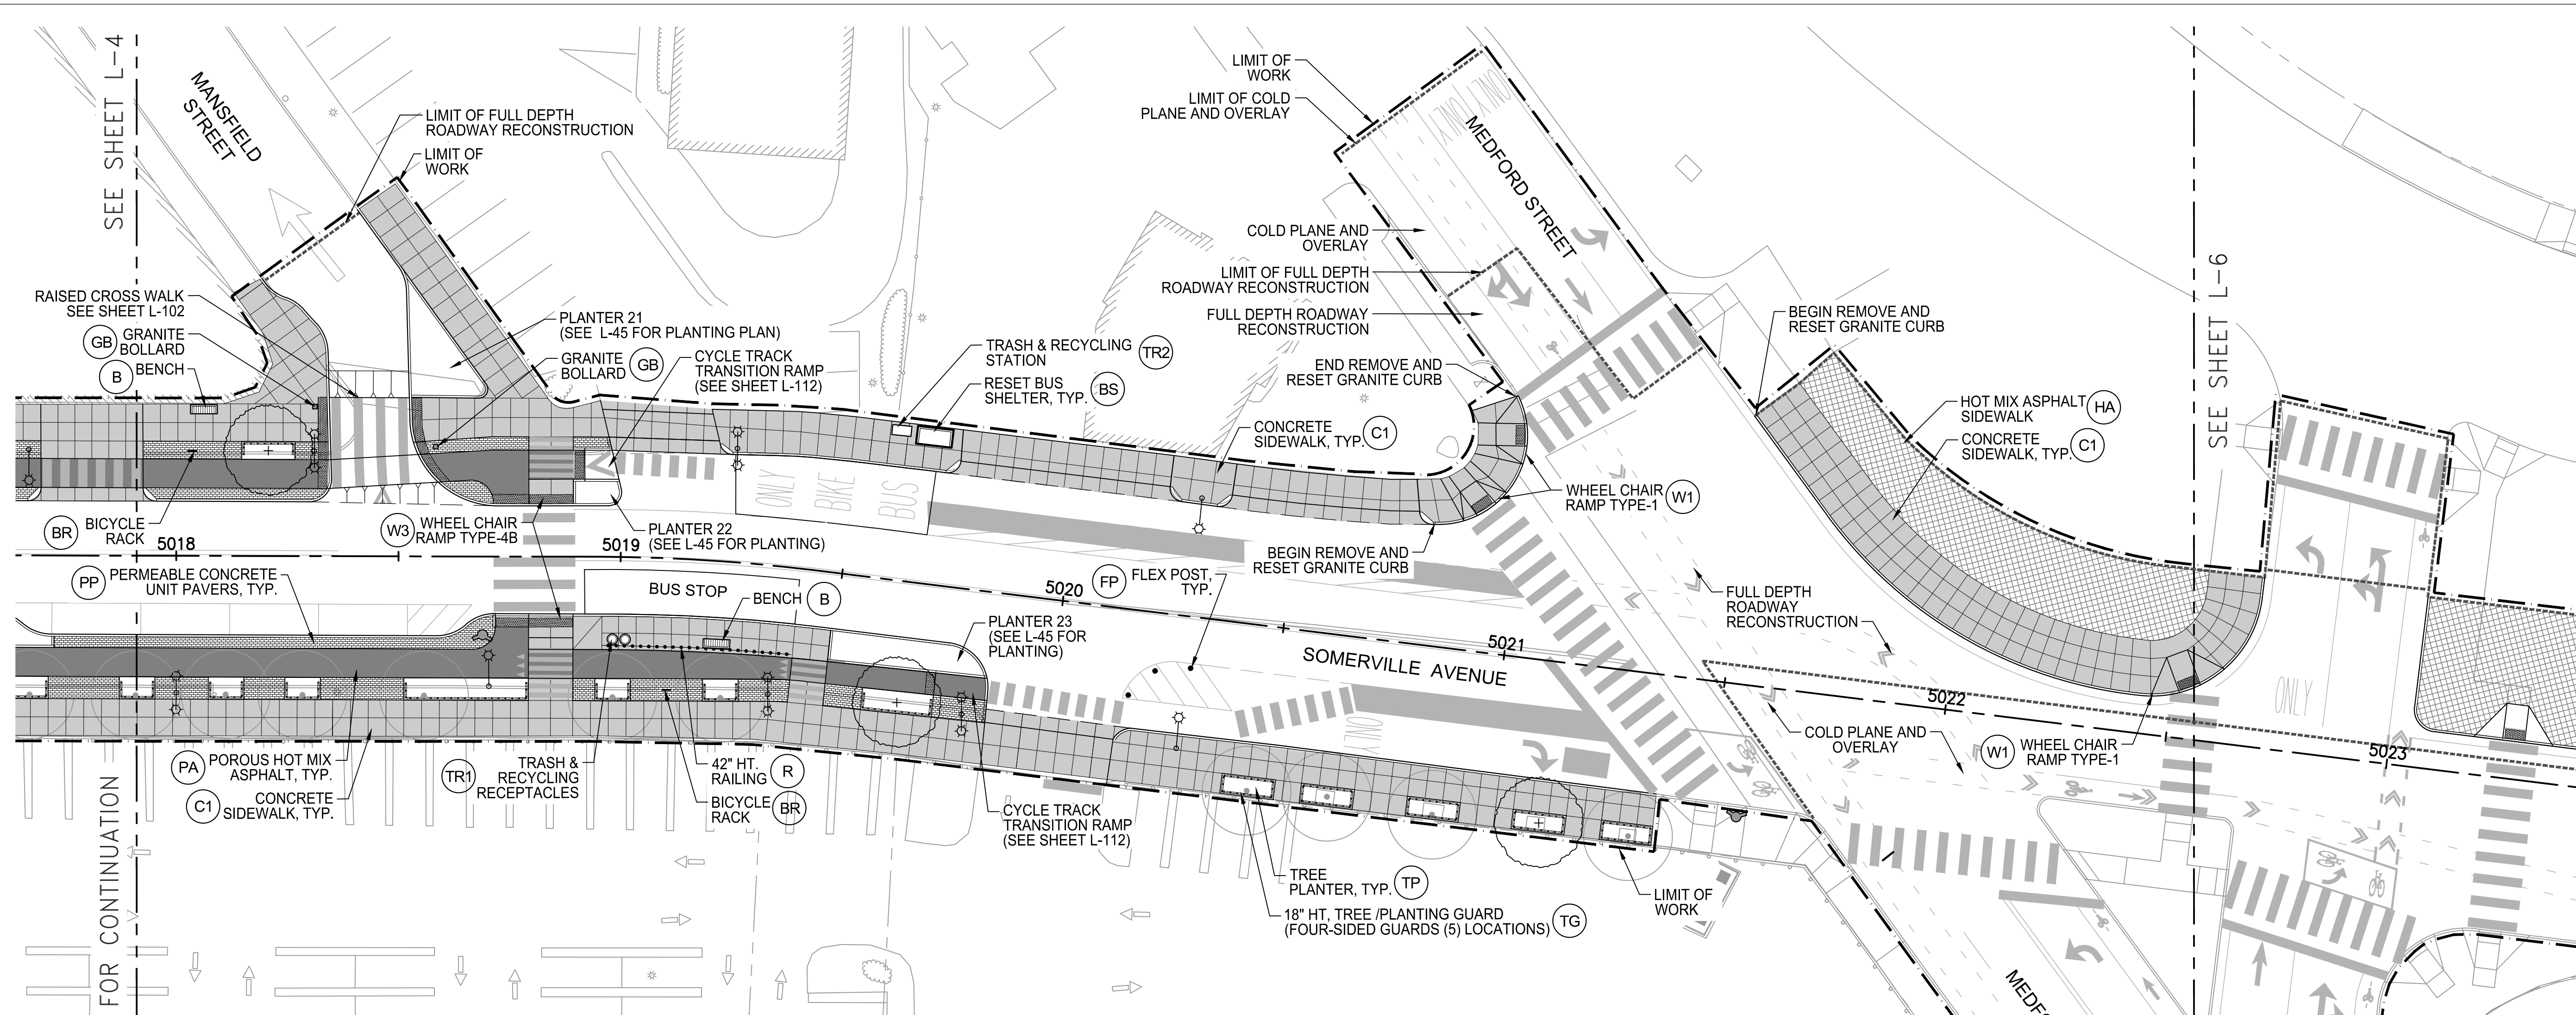 SEE SHEET L-4
FOR CONTINUATION
MANSFIELD
STREET
LIMIT OF FULL DEPTH
ROADWAY RECONSTRUCTION
LIMIT OF
WORK
RAISED CROSS WALK
SEE SHEET L-102
GB
GRANITE
BOLLARD
B
BENCH
PLANTER 21
(SEE  L-45 FOR PLANTING PLAN)
GRANITE
BOLLARD
GB
CYCLE TRACK
TRANSITION RAMP
(SEE SHEET L-112)
TRASH & RECYCLING
STATION
TR2
RESET BUS
SHELTER, TYP.
BS
CONCRETE
SIDEWALK, TYP.
C1
LIMIT OF
WORK
LIMIT OF COLD
PLANE AND OVERLAY
ONLY
ONLY
MEDFORD STREET
COLD PLANE AND
OVERLAY
LIMIT OF FULL DEPTH
ROADWAY RECONSTRUCTION
FULL DEPTH ROADWAY
RECONSTRUCTION
END REMOVE AND
RESET GRANITE CURB
BEGIN REMOVE AND
RESET GRANITE CURB
HOT MIX ASPHALT
SIDEWALK
HA
CONCRETE
SIDEWALK, TYP.
C1
SEE SHEET L-6
WHEEL CHAIR
RAMP TYPE-1
W1
BEGIN REMOVE AND
RESET GRANITE CURB
ONLY
BIKE
BUS
BR
BICYCLE
RACK
W3
WHEEL CHAIR
RAMP TYPE-4B
PLANTER 22
(SEE L-45 FOR PLANTING)
5018
5019
5020
5021
5022
5023
PP
PERMEABLE CONCRETE
UNIT PAVERS, TYP.
BUS STOP
BENCH
B
FP
FLEX POST,
TYP.
PLANTER 23
(SEE L-45 FOR
PLANTING)
SOMERVILLE  AVENUE
FULL DEPTH
ROADWAY
RECONSTRUCTION
ONLY
ONLY
COLD PLANE AND
OVERLAY
W1
WHEEL CHAIR
RAMP TYPE-1
PA
POROUS HOT MIX
ASPHALT, TYP.
C1
CONCRETE
SIDEWALK, TYP.
TR1
TRASH &
RECYCLING
RECEPTACLES
42" HT.
RAILING
R
BICYCLE
RACK
BR
CYCLE TRACK
TRANSITION RAMP
(SEE SHEET L-112)
TREE
PLANTER, TYP.
TP
18" HT, TREE /PLANTING GUARD
(FOUR-SIDED GUARDS (5) LOCATIONS)
TG
LIMIT OF
WORK